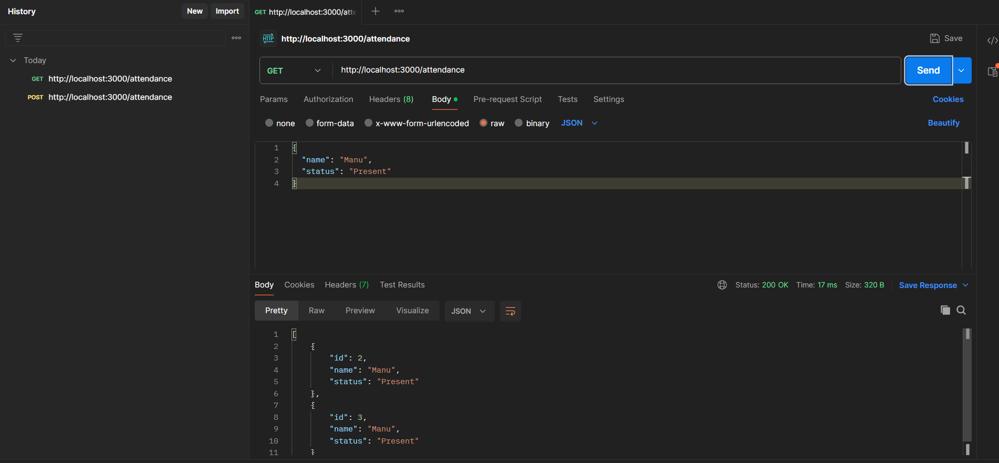 History
New
Import
GET http://localhost:3000/atte
HTTP
http://localhost:3000/attendance
Save
Today
GET http://localhost:3000/attendance
POST http://localhost:3000/attendance
GET
http://localhost:3000/attendance
Send
Params Authorization Headers (8) Body Pre-request Script Tests Settings Cookies
none form-data x-www-form-urlencoded raw binary JSON Beautify
1 {
2 "name": "Manu",
3 "status": "Present"
4 }
Body Cookies Headers (7) Test Results Status: 200 OK Time: 17 ms Size: 320 B Save Response
Pretty Raw Preview Visualize JSON
1 [
2 {
3 "id": 2,
4 "name": "Manu",
5 "status": "Present"
6 },
7 {
8 "id": 3,
9 "name": "Manu",
10 "status": "Present"
11 }